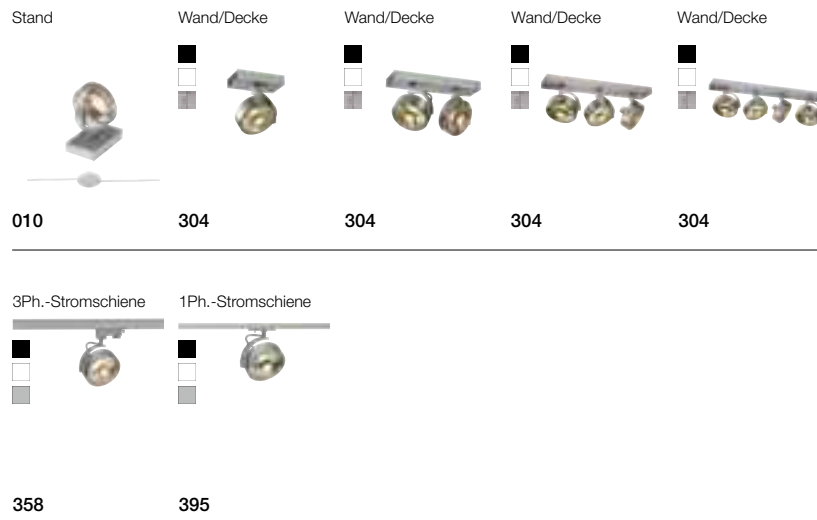 Stand
Wand/Decke
Wand/Decke
Wand/Decke
Wand/Decke
010
304
304
304
304
3Ph.-Stromschiene
1Ph.-Stromschiene
358
395